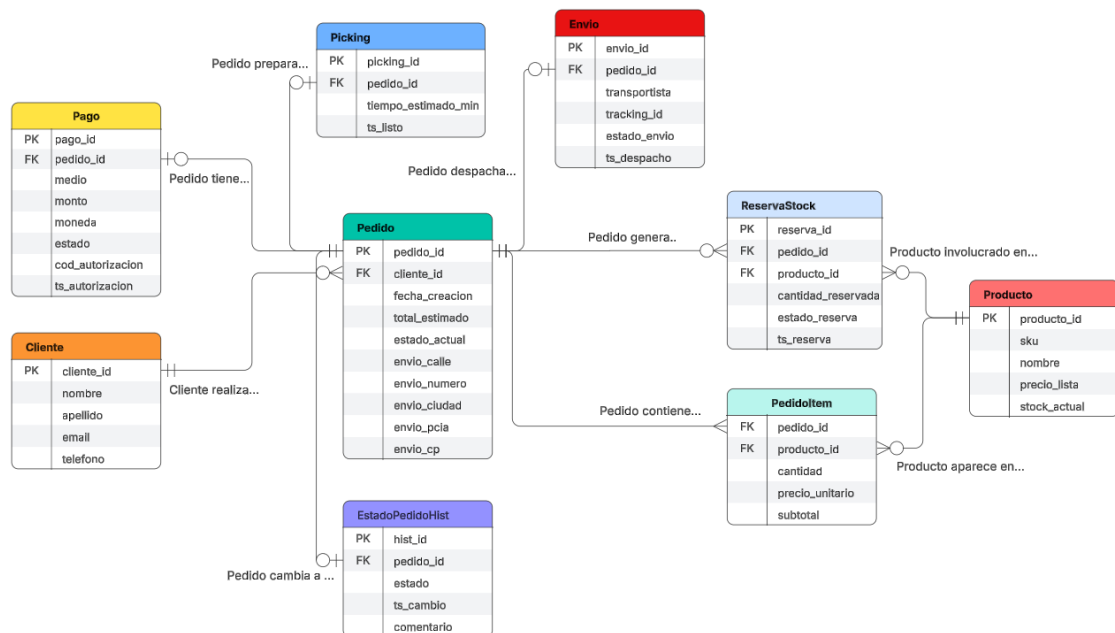 Picking
PK picking_id
FK pedido_id
tiempo_estimado_min
ts_listo
Pedido prepara...
Envio
PK envio_id
FK pedido_id
transportista
tracking_id
estado_envio
ts_despacho
Pedido despacha...
Pago
PK pago_id
FK pedido_id
medio
monto
moneda
estado
cod_autorizacion
ts_autorizacion
Pedido tiene...
Pedido
PK pedido_id
FK cliente_id
fecha_creacion
total_estimado
estado_actual
envio_calle
envio_numero
envio_ciudad
envio_pcia
envio_cp
Pedido genera..
ReservaStock
PK reserva_id
FK pedido_id
FK producto_id
cantidad_reservada
estado_reserva
ts_reserva
Producto involucrado en...
Producto
PK producto_id
sku
nombre
precio_lista
stock_actual
Cliente
PK cliente_id
nombre
apellido
email
telefono
Cliente realiza...
Pedido contiene...
PedidoItem
FK pedido_id
FK producto_id
cantidad
precio_unitario
subtotal
Producto aparece en...
EstadoPedidoHist
PK hist_id
FK pedido_id
estado
ts_cambio
comentario
Pedido cambia a ...